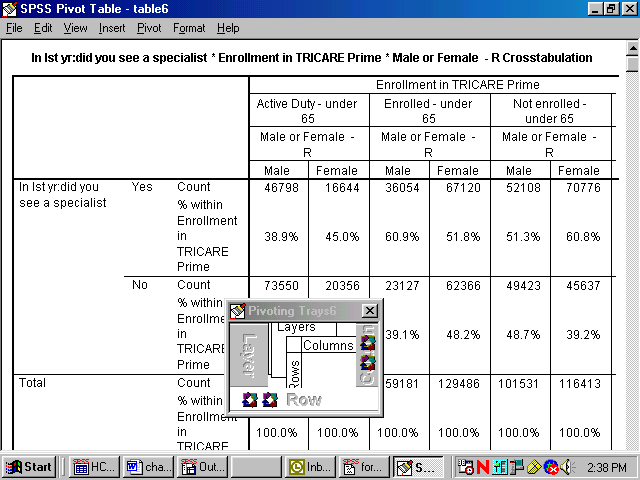 SPSS Pivot Table - table6
File Edit View Insert Pivot Format Help
In lst yr:did you see a specialist * Enrollment in TRICARE Prime * Male or Female - R Crosstabulation
Enrollment in TRICARE Prime
Active Duty - under 65 Enrolled - under 65 Not enrolled - under 65
Male or Female - R Male or Female - R Male or Female - R
Male Female Male Female Male Female
In lst yr:did you see a specialist Yes Count 46798 16644 36054 67120 52108 70776
% within Enrollment in TRICARE Prime 38.9% 45.0% 60.9% 51.8% 51.3% 60.8%
No Count 73550 20356 23127 62366 49423 45637
% within Enrollme in TRICARE Prime 39.1% 48.2% 48.7% 39.2%
Total Count 59181 129486 101531 116413
% within Enrollment in TRICARE 100.0% 100.0% 100.0% 100.0% 100.0% 100.0%
Pivoting Trays6
Layers
Columns
Rows
Layer
Row
Start HC... cha... Out... Inb... for... S... 2:38 PM